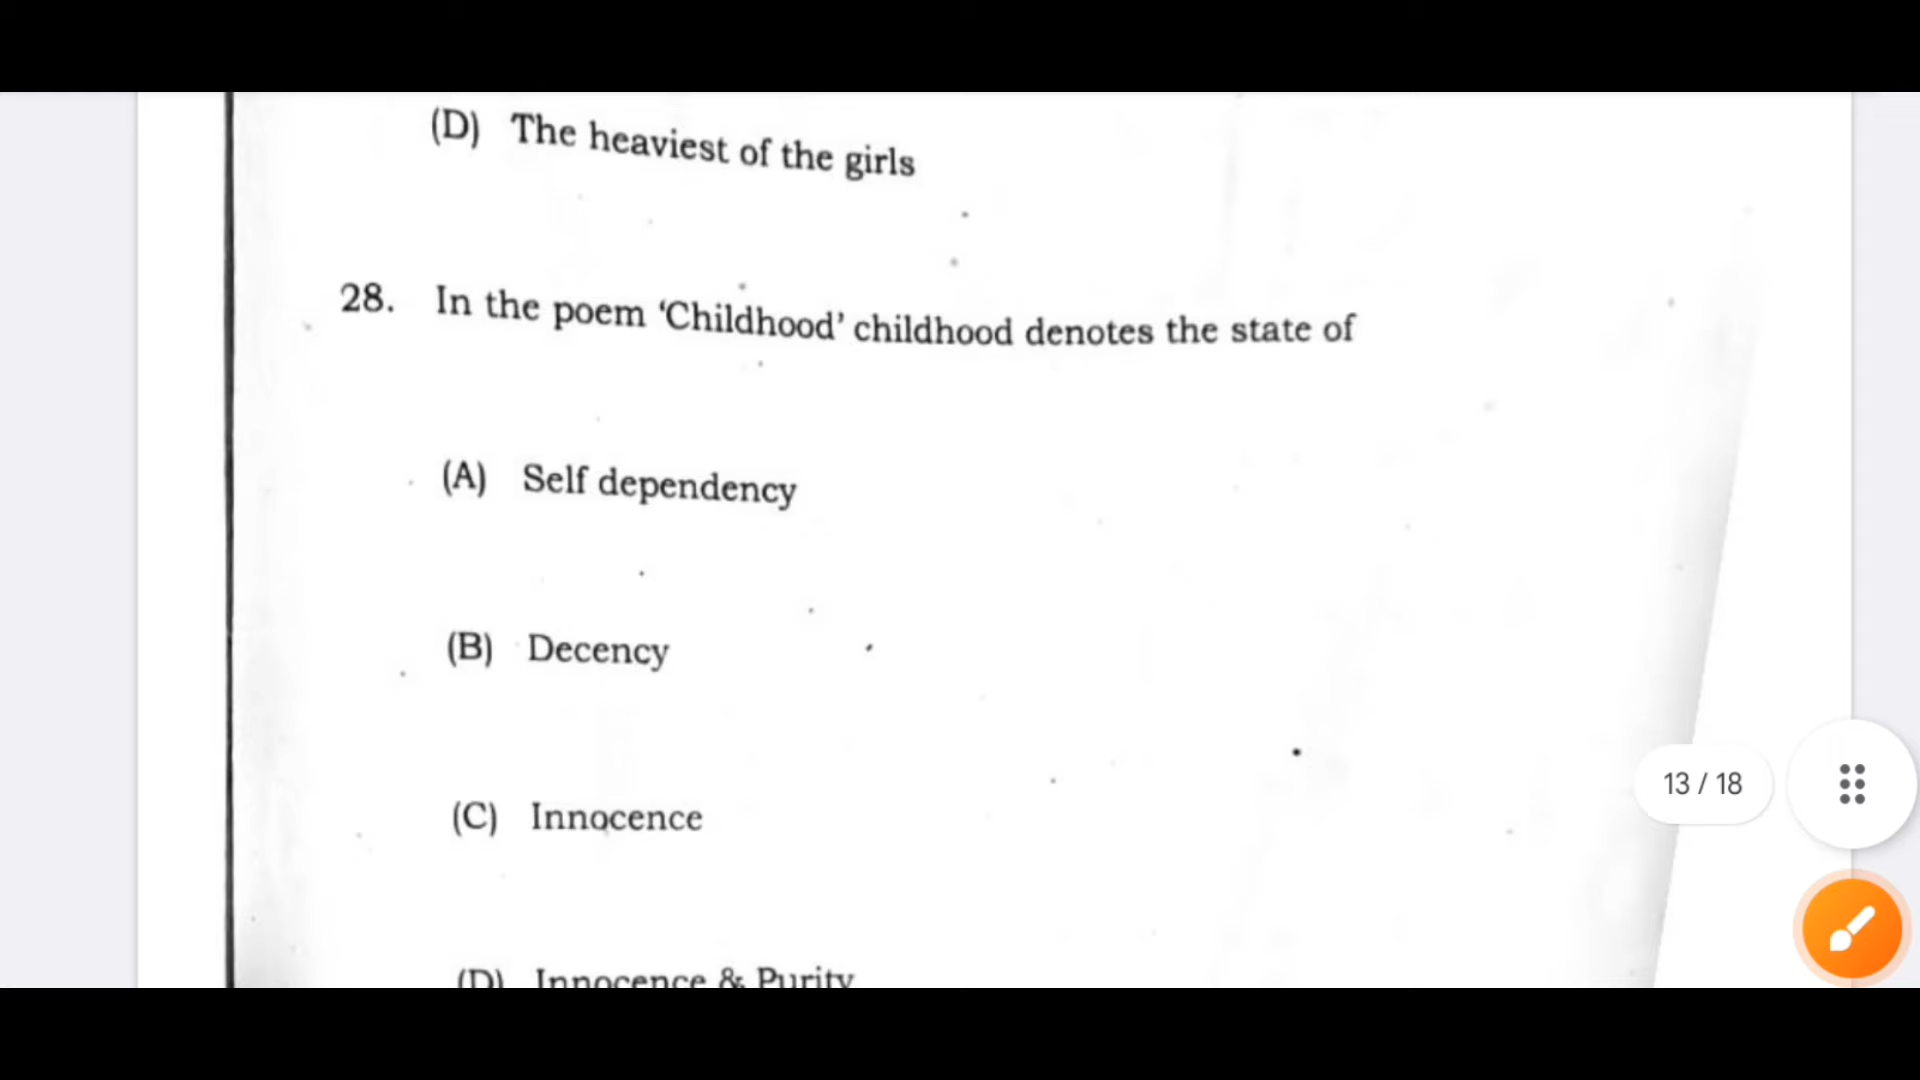 (D) The heaviest of the girls
28. In the poem ‘Childhood’ childhood denotes the state of
(A) Self dependency
(B) Decency
(C) Innocence
13 / 18
(D) Innocence & Purity